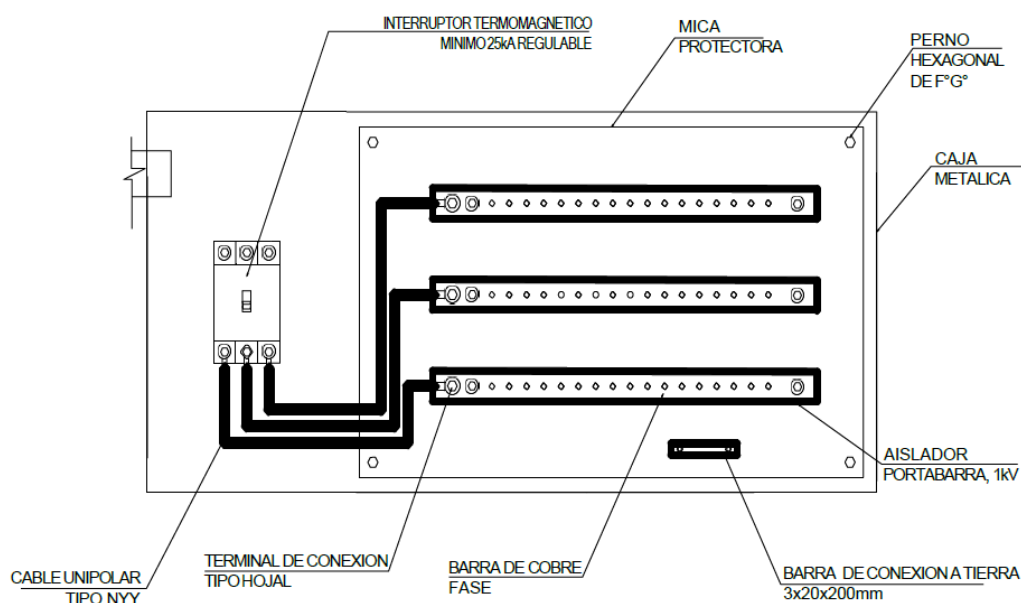 INTERRUPTOR TERMOMAGNETICO
MINIMO 25kA REGULABLE
MICA
PROTECTORA
PERNO
HEXAGONAL
DE F°G°
CAJA
METALICA
AISLADOR
PORTABARRA, 1kV
TERMINAL DE CONEXION
TIPO HOJAL
BARRA DE COBRE
FASE
BARRA DE CONEXION A TIERRA
3x20x200mm
CABLE UNIPOLAR
TIPO NYY